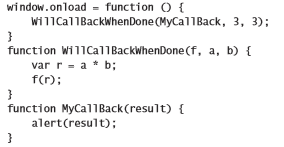 window.onload = function () {
    WillCallBackWhenDone(MyCallBack, 3, 3);
}
function WillCallBackWhenDone(f, a, b) {
    var r = a * b;
    f(r);
}
function MyCallBack(result) {
    alert(result);
}